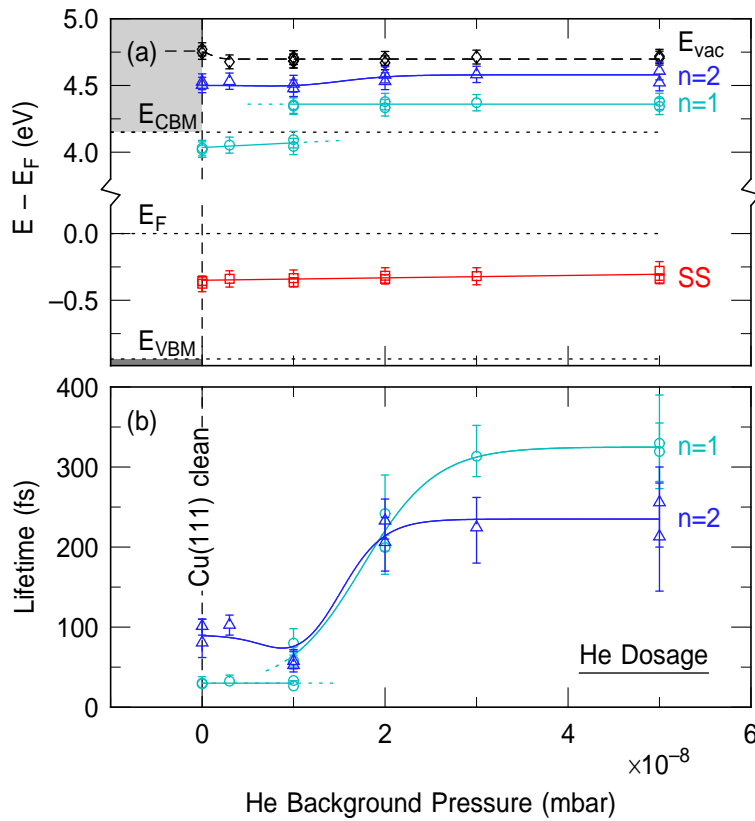 5.0
4.5
4.0
0.0
−0.5
E − E_F (eV)
(a)
E_vac
n=2
n=1
E_CBM
E_F
SS
E_VBM
400
300
200
100
0
Lifetime (fs)
(b)
Cu(111) clean
n=1
n=2
He Dosage
0
2
4
6
×10⁻⁸
He Background Pressure (mbar)